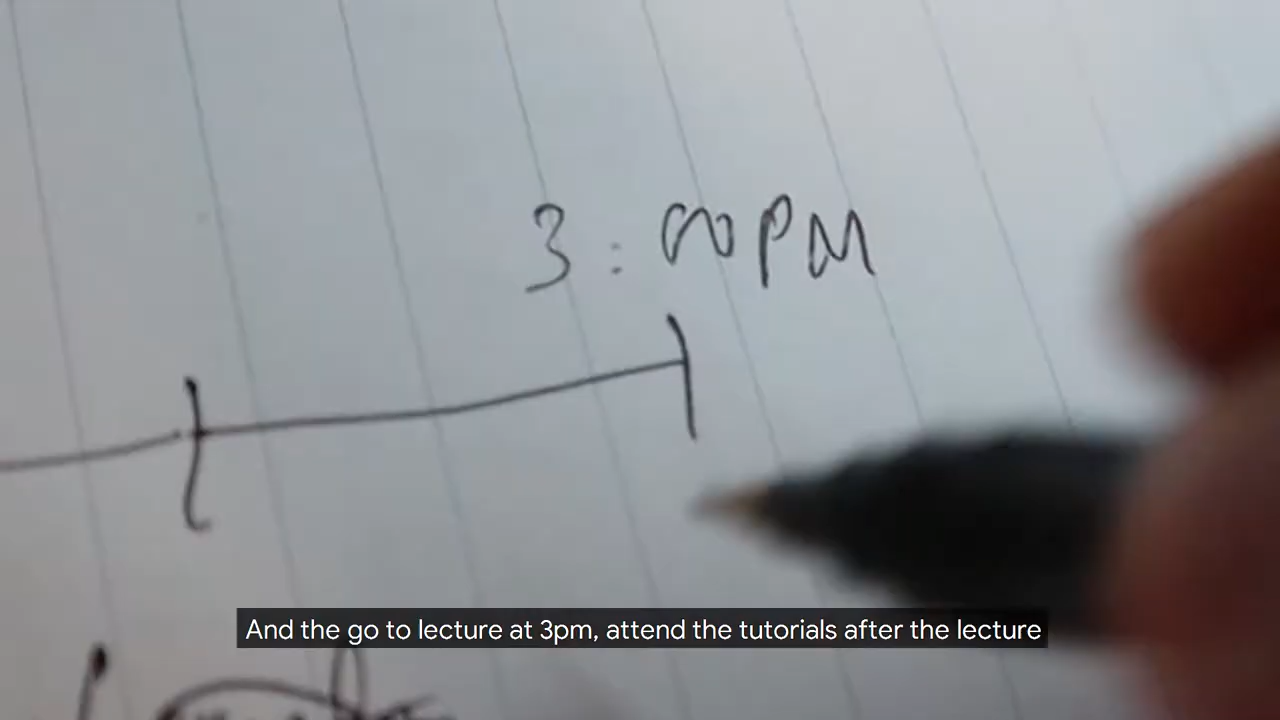 3:00PM
And the go to lecture at 3pm, attend the tutorials after the lecture